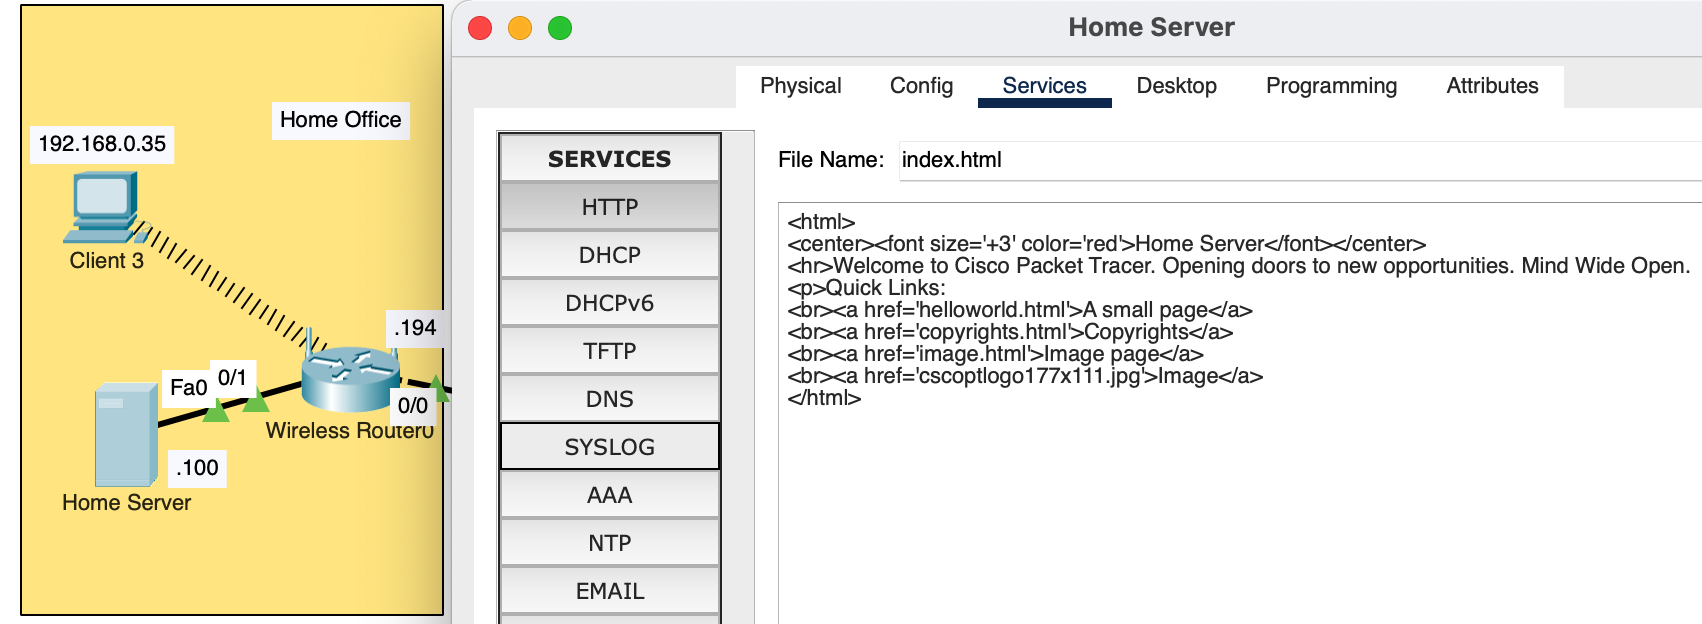 Home Office
192.168.0.35
Client 3
.194
Fa0
0/1
0/0
Wireless Router0
.100
Home Server
Home Server
Physical
Config
Services
Desktop
Programming
Attributes
SERVICES
HTTP
DHCP
DHCPv6
TFTP
DNS
SYSLOG
AAA
NTP
EMAIL
File Name: index.html
<html>
<center><font size='+3' color='red'>Home Server</font></center>
<hr>Welcome to Cisco Packet Tracer. Opening doors to new opportunities. Mind Wide Open.
<p>Quick Links:
<br><a href='helloworld.html'>A small page</a>
<br><a href='copyrights.html'>Copyrights</a>
<br><a href='image.html'>Image page</a>
<br><a href='cscoptlogo177x111.jpg'>Image</a>
</html>